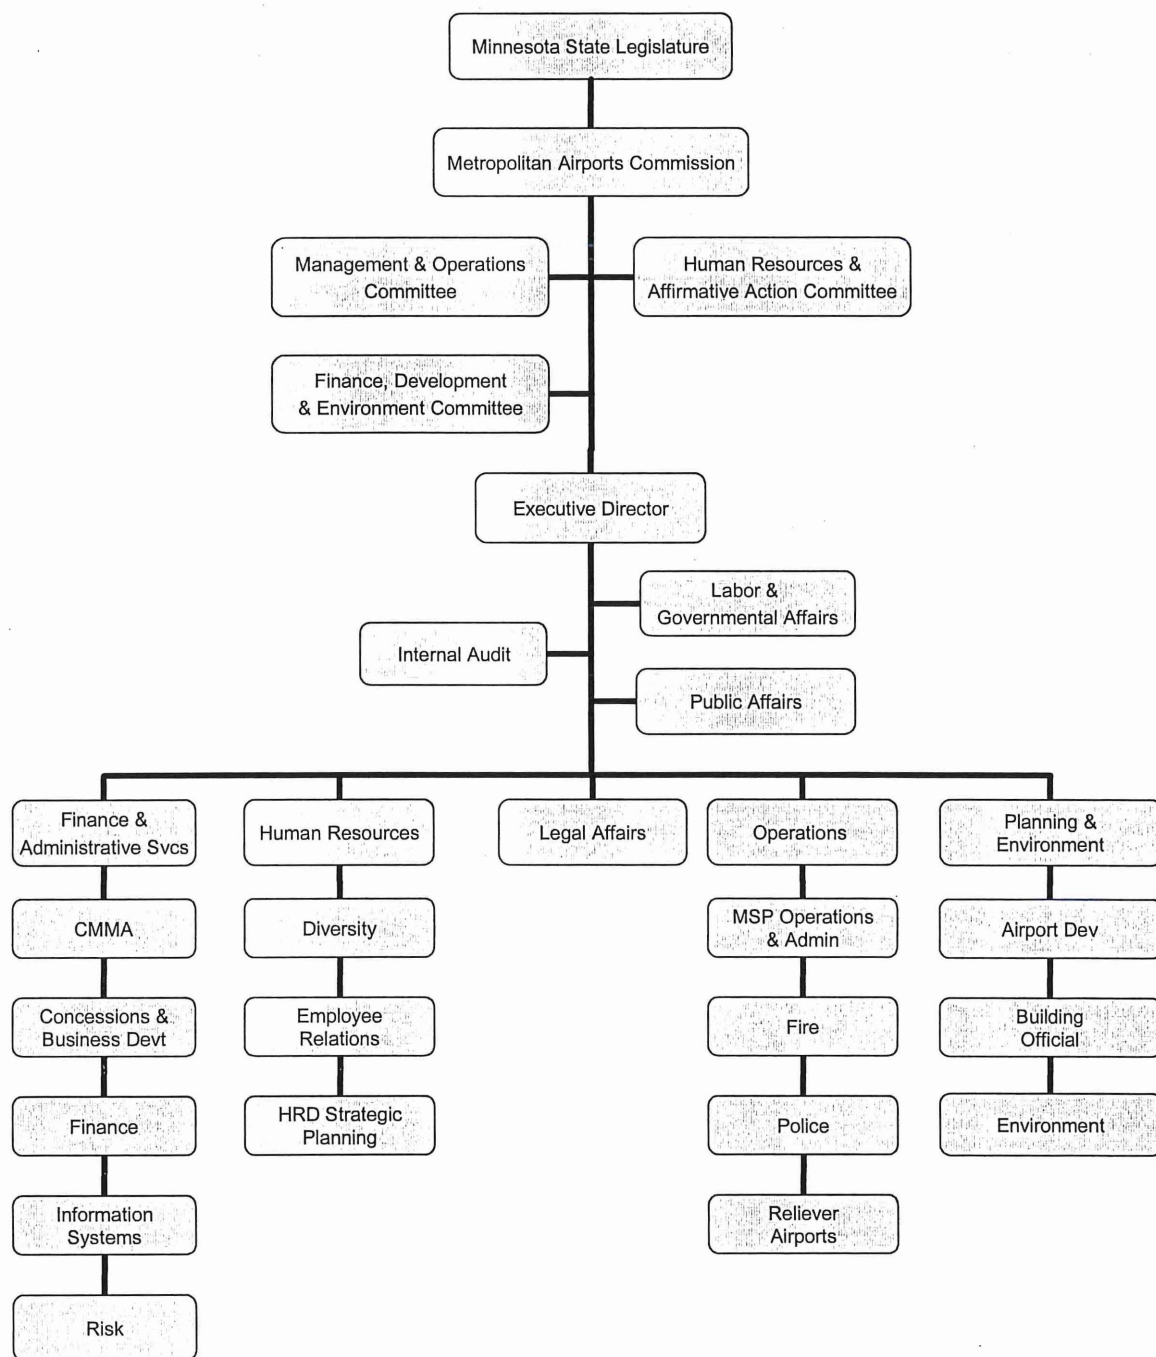 Minnesota State Legislature
Metropolitan Airports Commission
Management & Operations
Committee
Human Resources &
Affirmative Action Committee
Finance, Development
& Environment Committee
Executive Director
Labor &
Governmental Affairs
Internal Audit
Public Affairs
Finance &
Administrative Svcs
Human Resources
Legal Affairs
Operations
Planning &
Environment
CMMA
Diversity
MSP Operations
& Admin
Airport Dev
Concessions &
Business Devt
Employee
Relations
Fire
Building
Official
Finance
HRD Strategic
Planning
Police
Environment
Information
Systems
Reliever
Airports
Risk